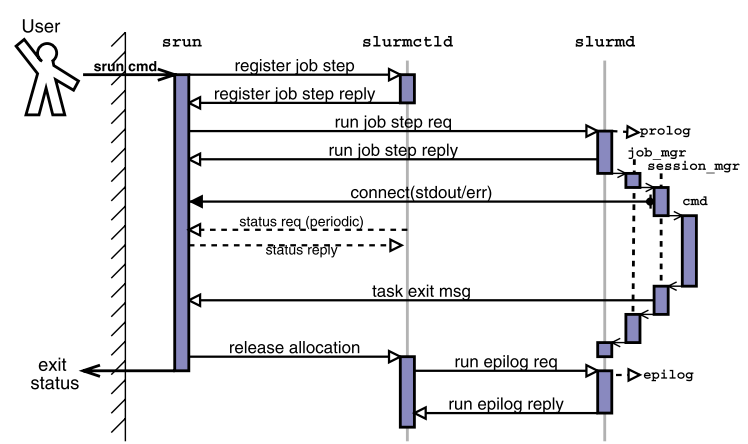 User
srun
slurmctld
slurmd
srun cmd
register job step
register job step reply
run job step req
prolog
run job step reply
job_mgr
session_mgr
connect(stdout/err)
cmd
status req (periodic)
status reply
task exit msg
release allocation
exit
status
run epilog req
epilog
run epilog reply